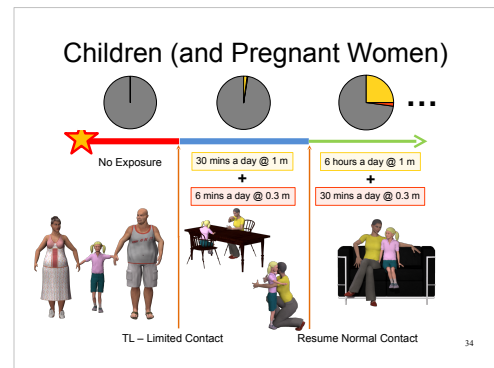 Children (and Pregnant Women)
...
No Exposure
30 mins a day @ 1 m
+
6 mins a day @ 0.3 m
6 hours a day @ 1 m
+
30 mins a day @ 0.3 m
TL – Limited Contact
Resume Normal Contact
34